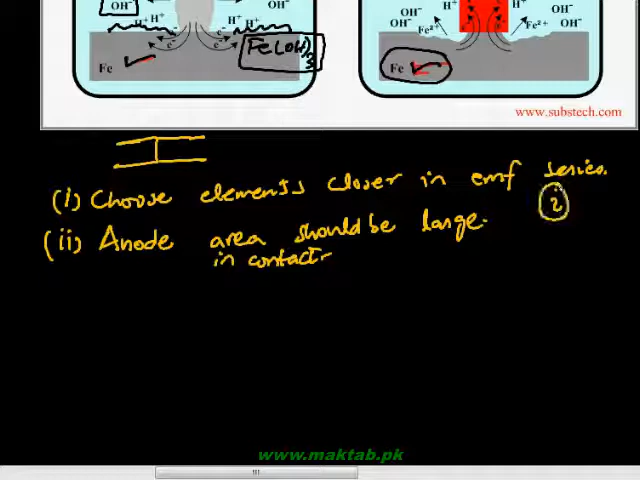 OH⁻ OH⁻
H⁺ H⁺ H⁺ H⁺ OH⁻
e⁻ e⁻
Fe Fe(OH)3
OH⁻ H⁺ H⁺ OH⁻
OH⁻ Fe²⁺ Fe²⁺ OH⁻
Fe
www.substech.com
(i) Choose elements closer in emf series.
2
(ii) Anode area should be large.
in contact
www.maktab.pk